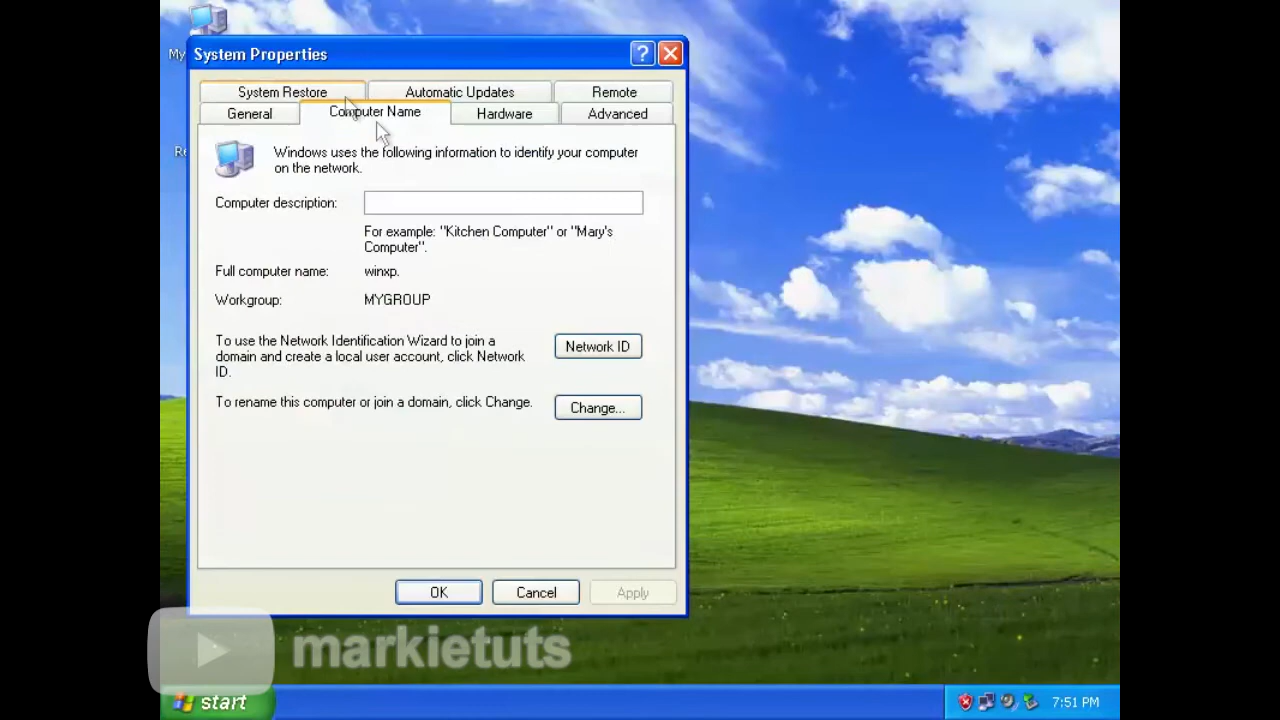 My
System Properties
System Restore
Automatic Updates
Remote
General
Computer Name
Hardware
Advanced
Re
Windows uses the following information to identify your computer
on the network.
Computer description:
For example: "Kitchen Computer" or "Mary's
Computer".
Full computer name:
winxp.
Workgroup:
MYGROUP
To use the Network Identification Wizard to join a
domain and create a local user account, click Network
ID.
Network ID
To rename this computer or join a domain, click Change.
Change...
OK
Cancel
Apply
markietuts
start
7:51 PM